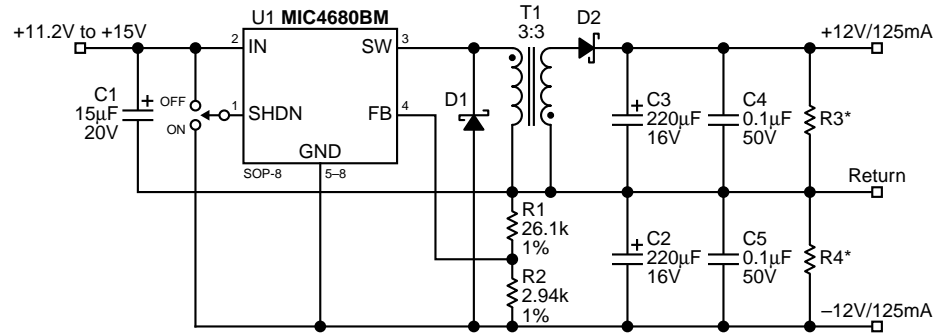 U1 MIC4680BM
T1
3:3
D2
+11.2V to +15V
+12V/125mA
2
IN
SW
3
C1
15µF
20V
OFF
ON
1
SHDN
FB
4
D1
C3
220µF
16V
C4
0.1µF
50V
R3*
GND
SOP-8
5–8
Return
R1
26.1k
1%
C2
220µF
16V
C5
0.1µF
50V
R4*
R2
2.94k
1%
–12V/125mA